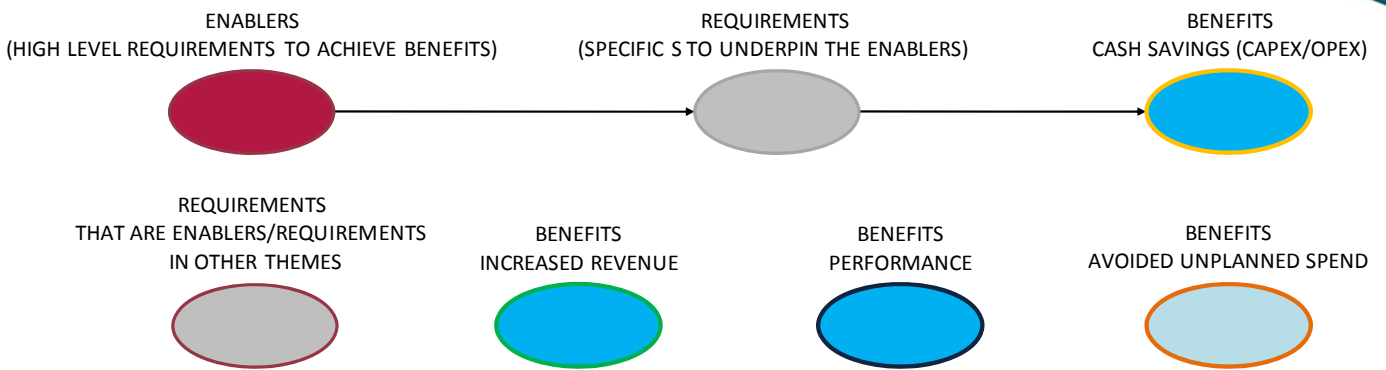 ENABLERS
(HIGH LEVEL REQUIREMENTS TO ACHIEVE BENEFITS)
REQUIREMENTS
(SPECIFIC S TO UNDERPIN THE ENABLERS)
BENEFITS
CASH SAVINGS (CAPEX/OPEX)
REQUIREMENTS
THAT ARE ENABLERS/REQUIREMENTS
IN OTHER THEMES
BENEFITS
INCREASED REVENUE
BENEFITS
PERFORMANCE
BENEFITS
AVOIDED UNPLANNED SPEND